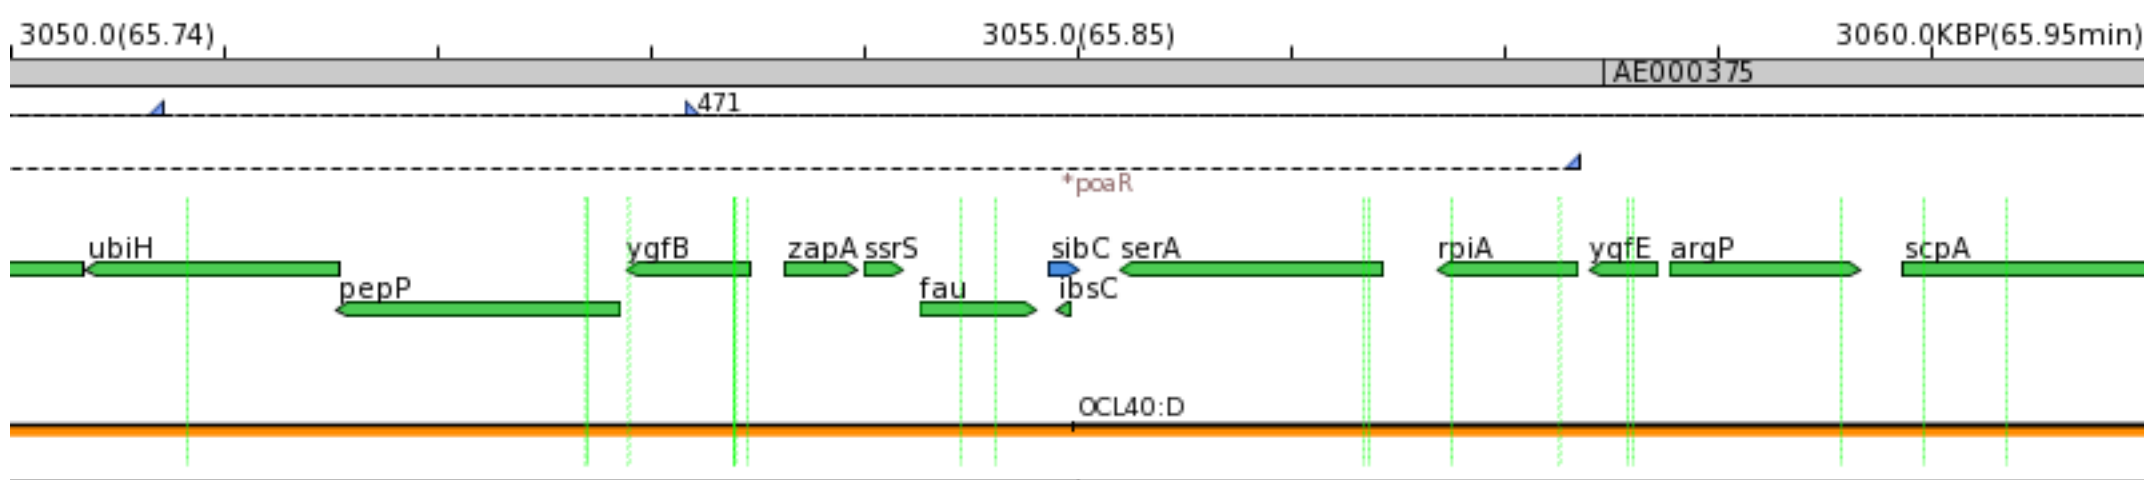 3050.0(65.74) 3055.0(65.85) 3060.0KBP(65.95min)
AE000375
471
*poaR
ubiH ygfB zapA ssrS sibC serA rpiA ygfE argP scpA
pepP fau ibsC
OCL40:D